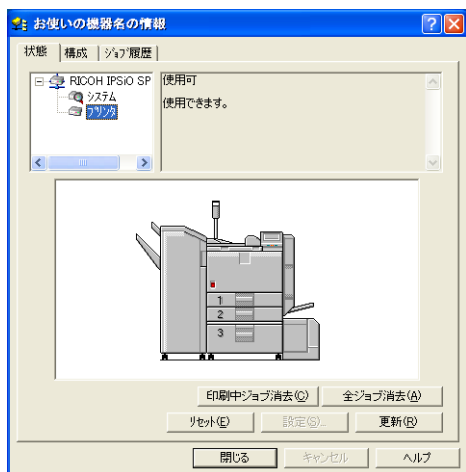 お使いの機器名の情報
状態 構成 ジョブ履歴
RICOH IPSiO SP
システム
プリンタ
使用可
使用できます。
1
2
3
印刷中ジョブ消去(C) 全ジョブ消去(A)
リセット(E) 設定(S)... 更新(R)
閉じる キャンセル ヘルプ